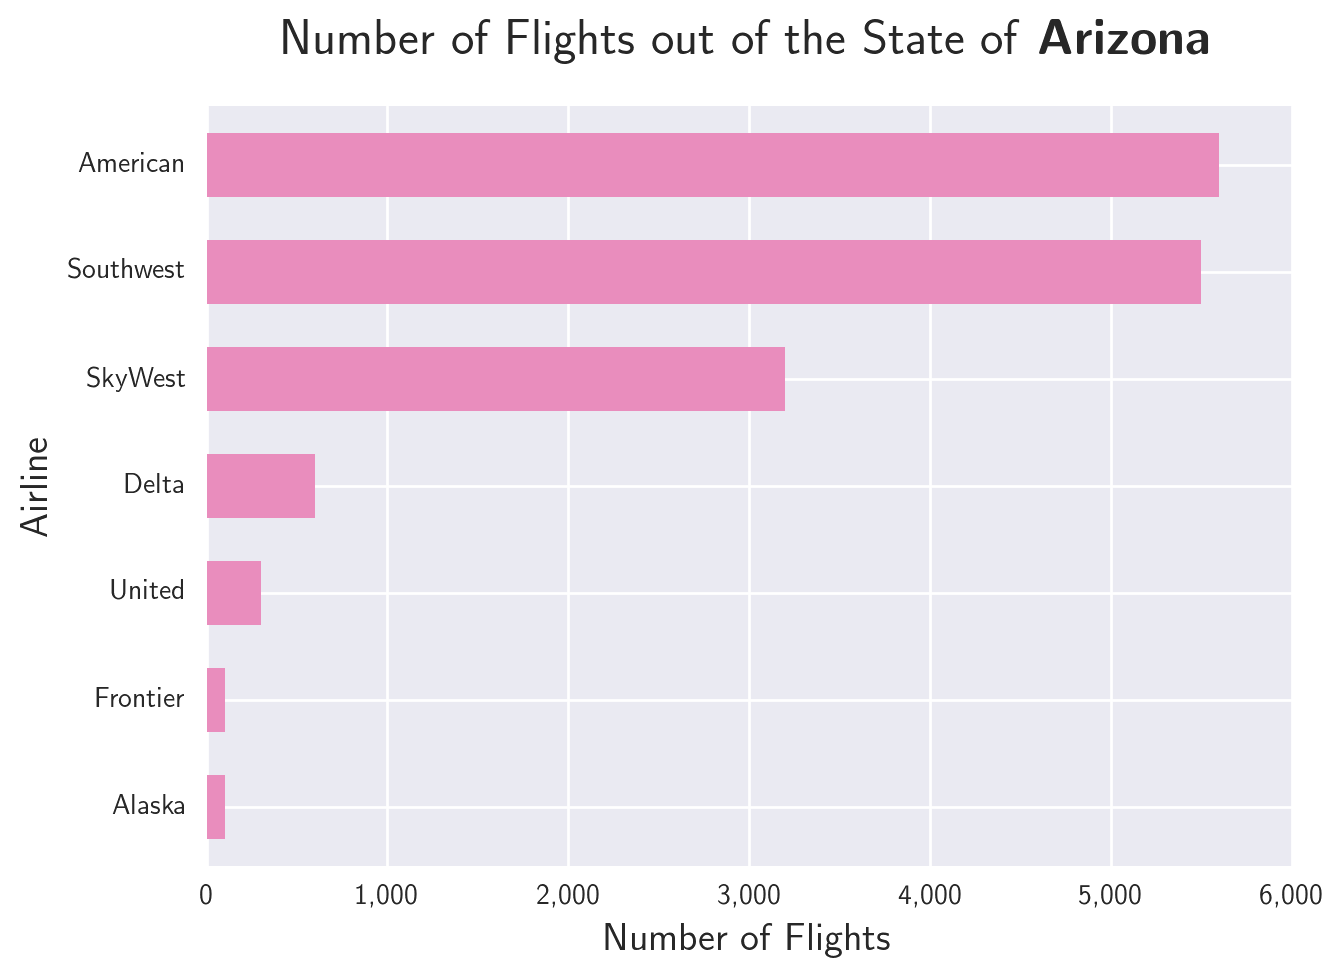 Number of Flights out of the State of Arizona
American
Southwest
SkyWest
Delta
United
Frontier
Alaska
Airline
0 1,000 2,000 3,000 4,000 5,000 6,000
Number of Flights